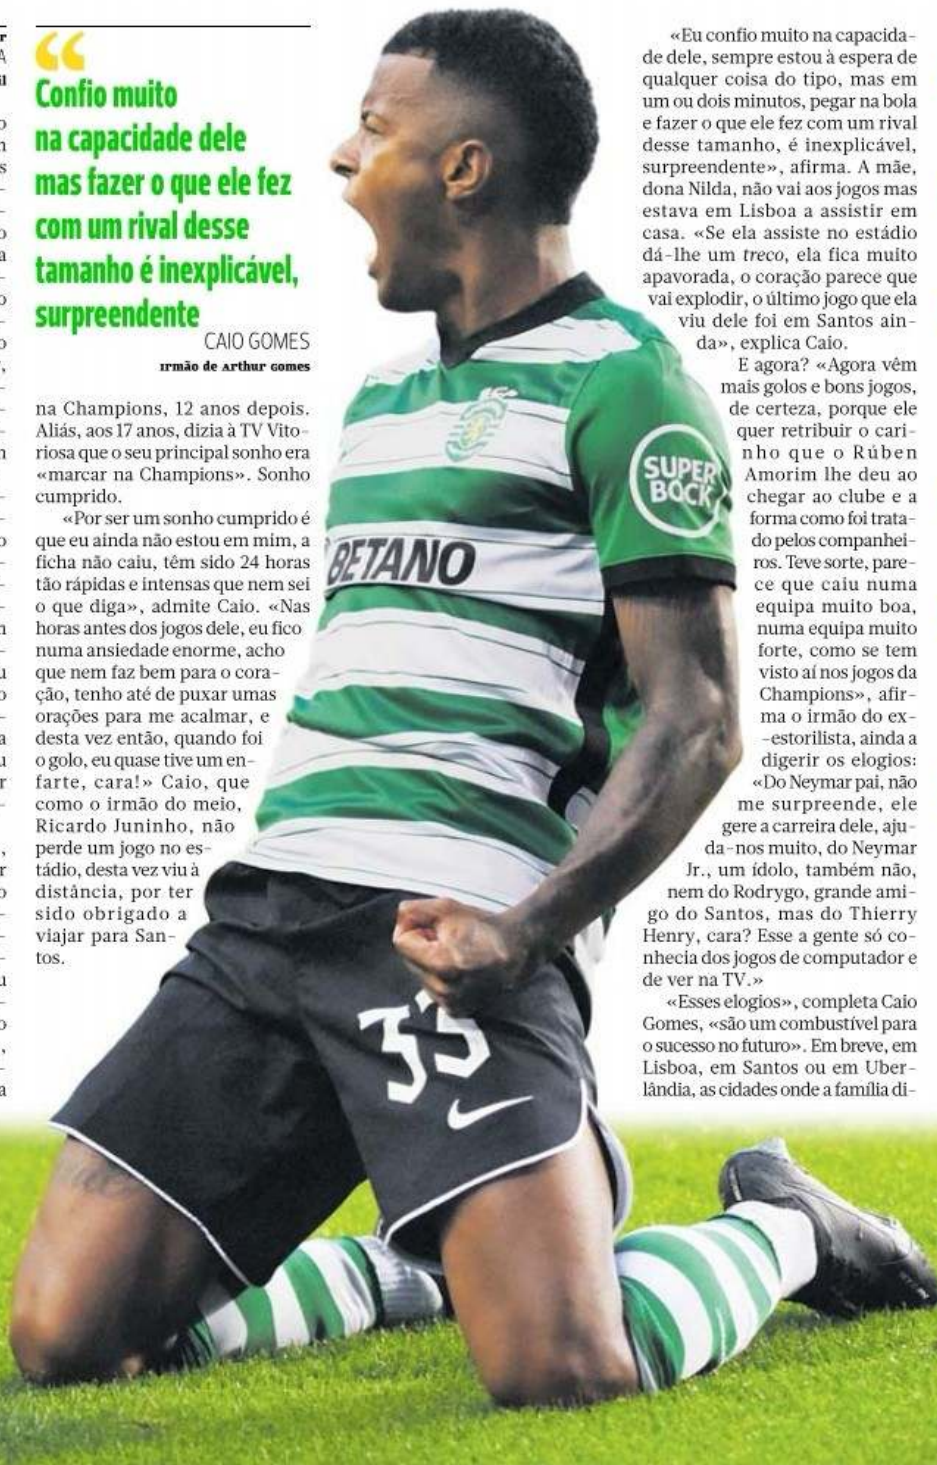 “
Confio muito
na capacidade dele
mas fazer o que ele fez
com um rival desse
tamanho é inexplicável,
surpreendente
CAIO GOMES
Irmão de Arthur Gomes
na Champions, 12 anos depois.
Aliás, aos 17 anos, dizia à TV Vito-
riosa que o seu principal sonho era
«marcar na Champions». Sonho
cumprido.
«Por ser um sonho cumprido é
que eu ainda não estou em mim, a
ficha não caiu, têm sido 24 horas
tão rápidas e intensas que nem sei
o que diga», admite Caio. «Nas
horas antes dos jogos dele, eu fico
numa ansiedade enorme, acho
que nem faz bem para o cora-
ção, tenho até de puxar umas
orações para me acalmar, e
desta vez então, quando foi
o golo, eu quase tive um en-
farte, cara!» Caio, que
como o irmão do meio,
Ricardo Juninho, não
perde um jogo no es-
tádio, desta vez viu à
distância, por ter
sido obrigado a
viajar para San-
tos.
«Eu confio muito na capacida-
de dele, sempre estou à espera de
qualquer coisa do tipo, mas em
um ou dois minutos, pegar na bola
e fazer o que ele fez com um rival
desse tamanho, é inexplicável,
surpreendente», afirma. A mãe,
dona Nilda, não vai aos jogos mas
estava em Lisboa a assistir em
casa. «Se ela assiste no estádio
dá-lhe um treco, ela fica muito
apavorada, o coração parece que
vai explodir, o último jogo que ela
viu dele foi em Santos ain-
da», explica Caio.
E agora? «Agora vêm
mais golos e bons jogos,
de certeza, porque ele
quer retribuir o cari-
nho que o Rúben
Amorim lhe deu ao
chegar ao clube e a
forma como foi trata-
do pelos companhei-
ros. Teve sorte, pare-
ce que caiu numa
equipa muito boa,
numa equipa muito
forte, como se tem
visto aí nos jogos da
Champions», afir-
ma o irmão do ex-
-estorilista, ainda a
digerir os elogios:
«Do Neymar pai, não
me surpreende, ele
gere a carreira dele, aju-
da-nos muito, do Neymar
Jr., um ídolo, também não,
nem do Rodrygo, grande ami-
go do Santos, mas do Thierry
Henry, cara? Esse a gente só co-
nhecia dos jogos de computador e
de ver na TV.»
«Esses elogios», completa Caio
Gomes, «são um combustível para
o sucesso no futuro». Em breve, em
Lisboa, em Santos ou em Uber-
lândia, as cidades onde a família di-
SUPER
BOCK
BETANO
33